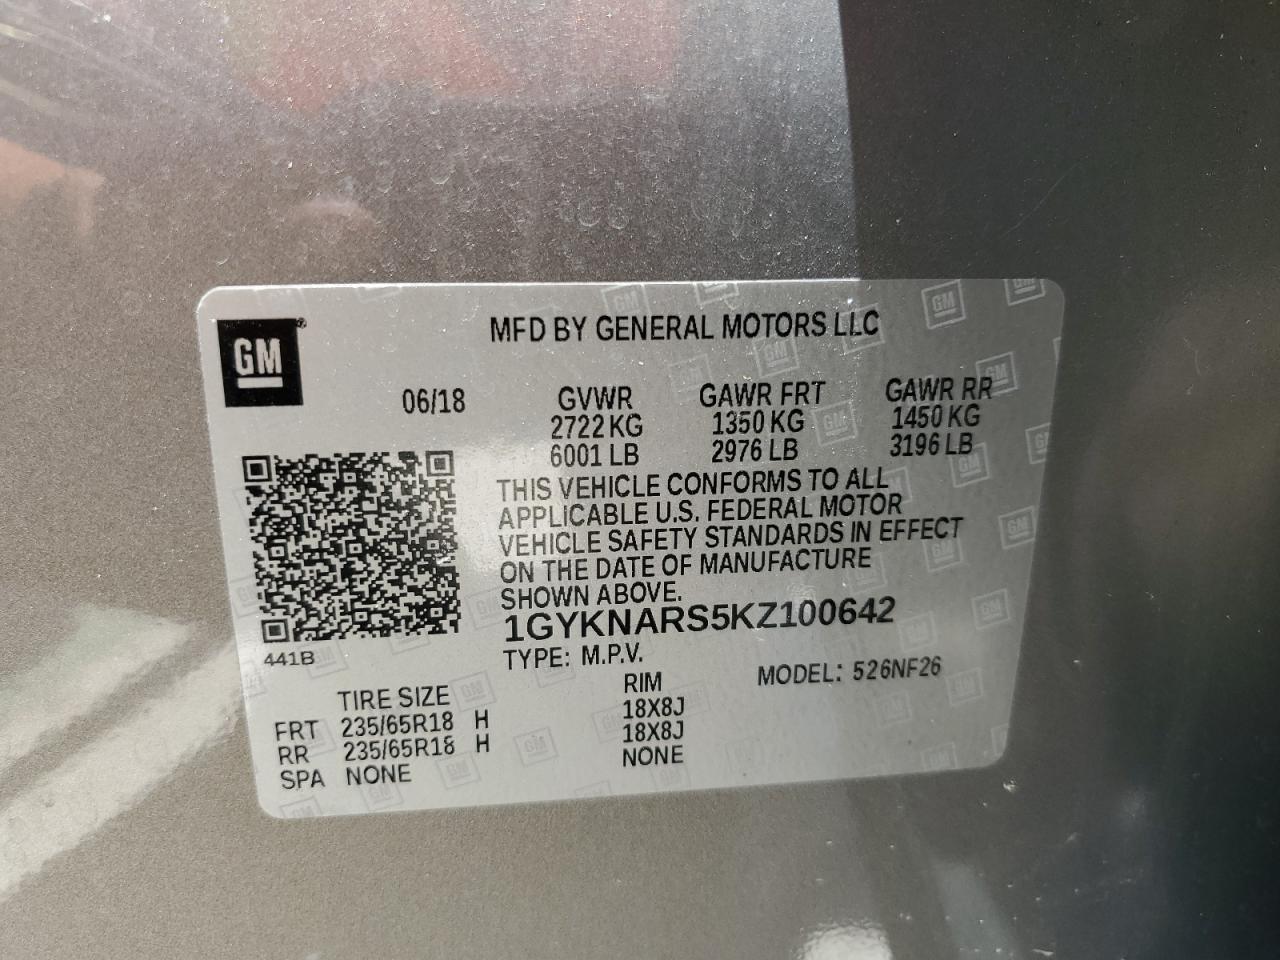 GM
MFD BY GENERAL MOTORS LLC
06/18 GVWR GAWR FRT GAWR RR
2722 KG 1350 KG 1450 KG
6001 LB 2976 LB 3196 LB
THIS VEHICLE CONFORMS TO ALL
APPLICABLE U.S. FEDERAL MOTOR
VEHICLE SAFETY STANDARDS IN EFFECT
ON THE DATE OF MANUFACTURE
SHOWN ABOVE.
1GYKNARS5KZ100642
441B
TYPE: M.P.V. MODEL: 526NF26
TIRE SIZE RIM
FRT 235/65R18 H 18X8J
RR 235/65R18 H 18X8J
SPA NONE NONE